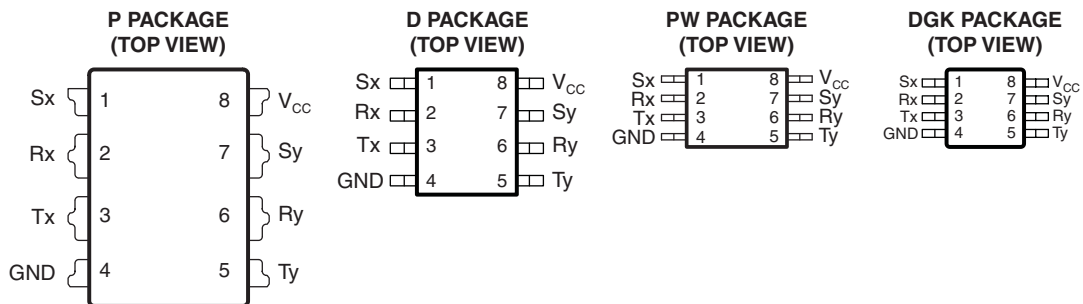 P PACKAGE
(TOP VIEW)
Sx 1 8 VCC
Rx 2 7 Sy
Tx 3 6 Ry
GND 4 5 Ty
D PACKAGE
(TOP VIEW)
Sx 1 8 VCC
Rx 2 7 Sy
Tx 3 6 Ry
GND 4 5 Ty
PW PACKAGE
(TOP VIEW)
Sx 1 8 VCC
Rx 2 7 Sy
Tx 3 6 Ry
GND 4 5 Ty
DGK PACKAGE
(TOP VIEW)
Sx 1 8 VCC
Rx 2 7 Sy
Tx 3 6 Ry
GND 4 5 Ty